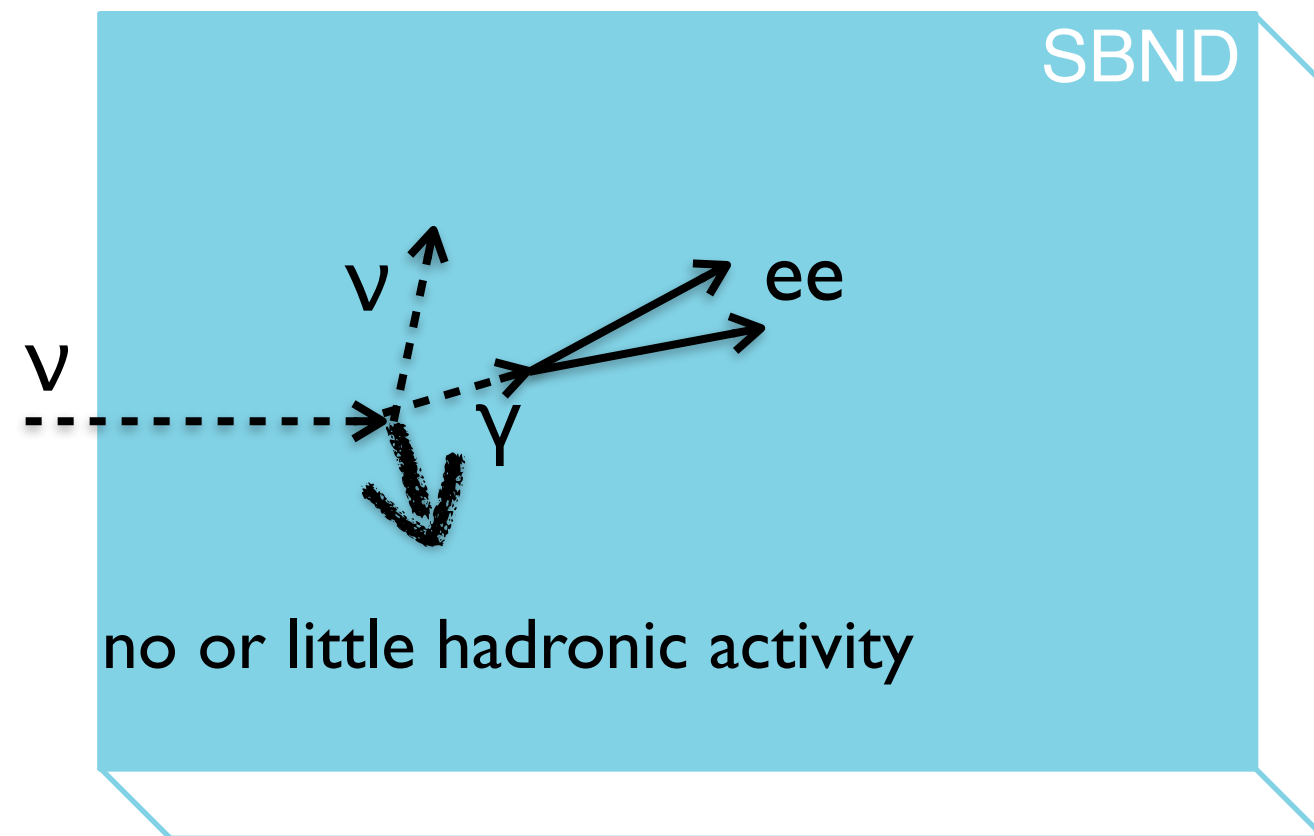 SBND
ν
ee
ν
γ
no or little hadronic activity